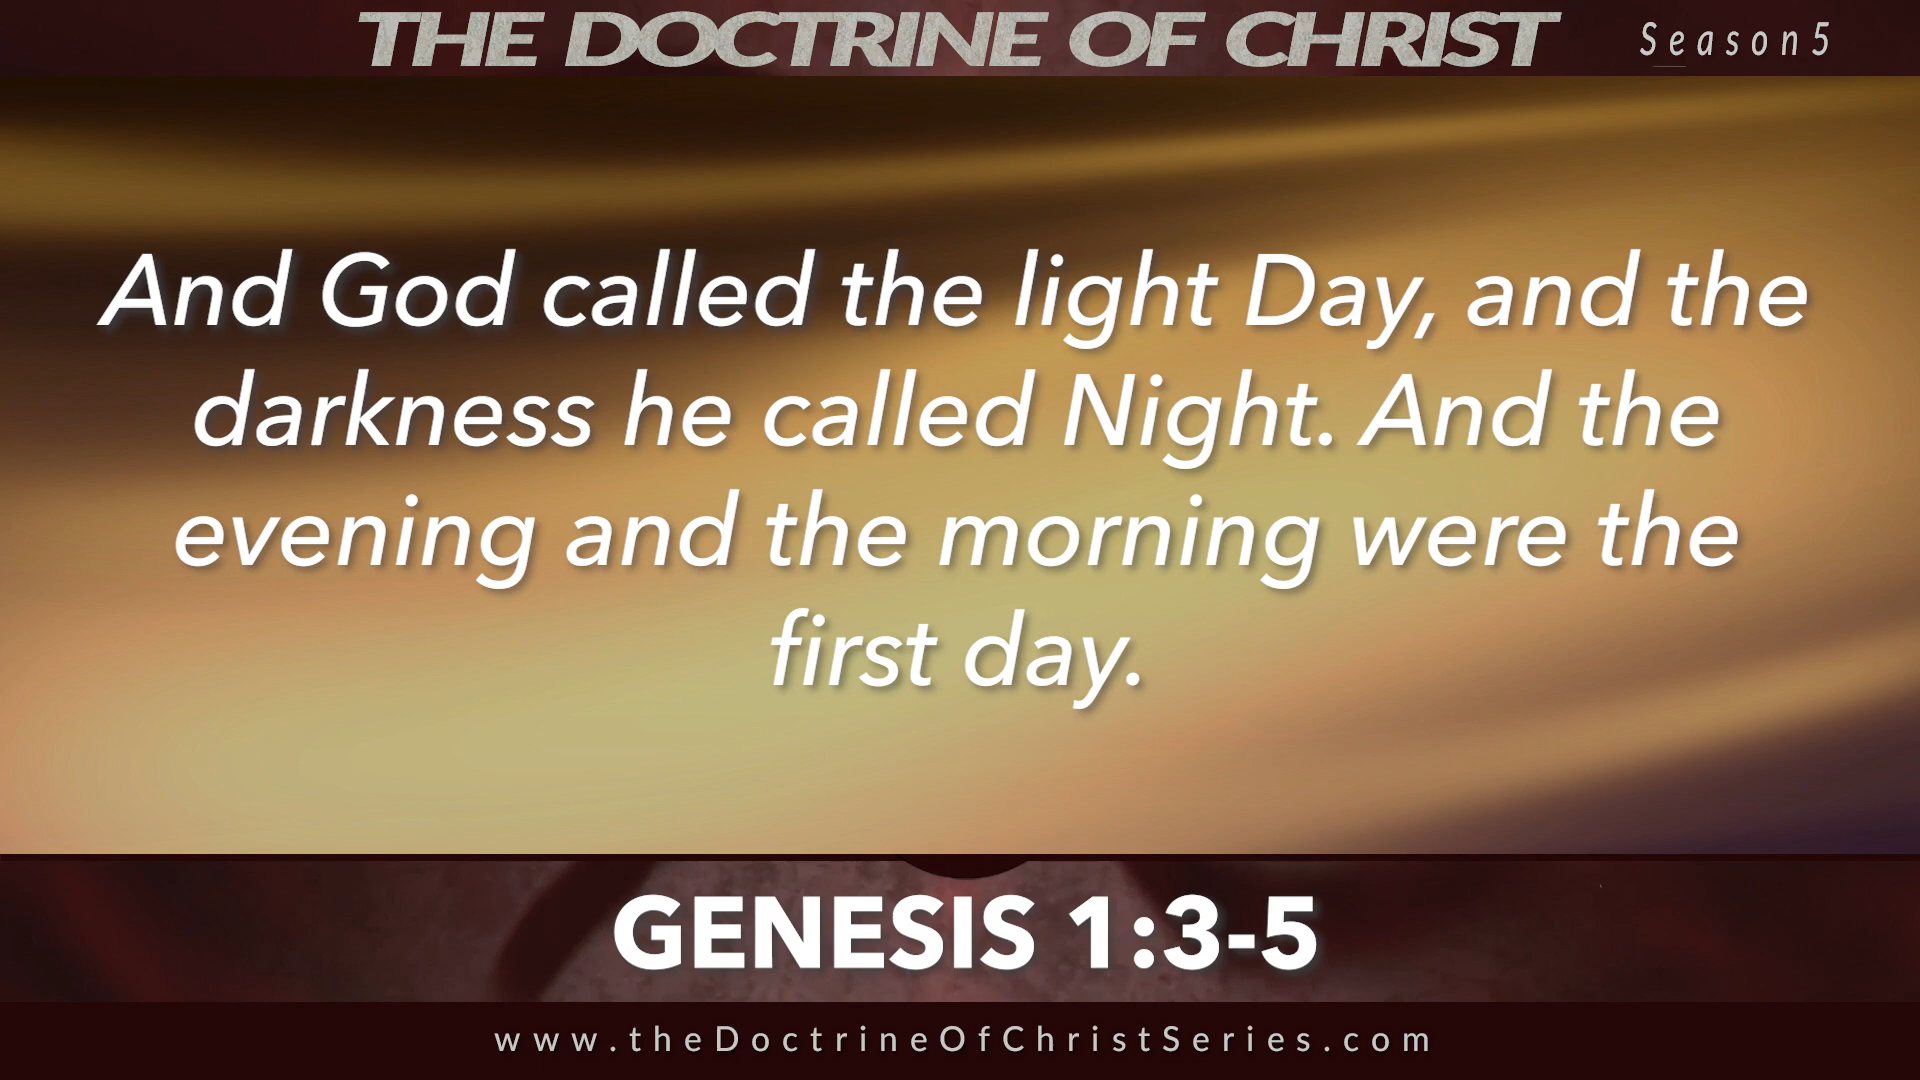 THE DOCTRINE OF CHRIST
Season5
And God called the light Day, and the
darkness he called Night. And the
evening and the morning were the
first day.
GENESIS 1:3-5
www.theDoctrineOfChristSeries.com